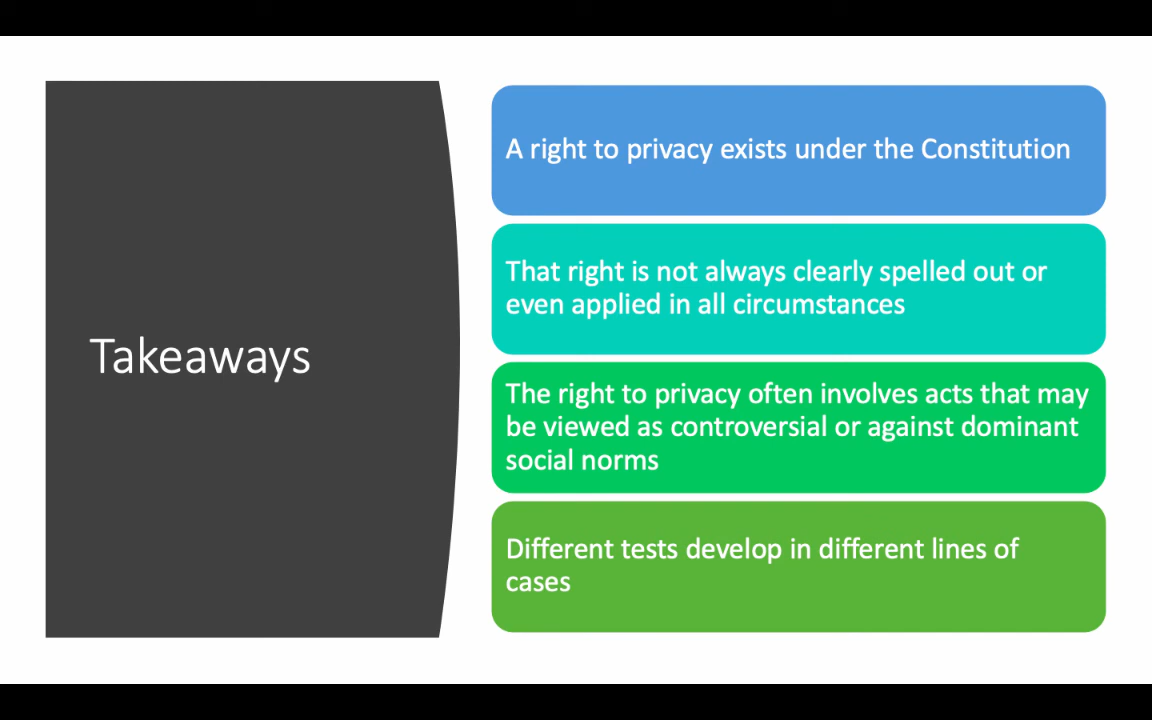 Takeaways
A right to privacy exists under the Constitution
That right is not always clearly spelled out or
even applied in all circumstances
The right to privacy often involves acts that may
be viewed as controversial or against dominant
social norms
Different tests develop in different lines of
cases